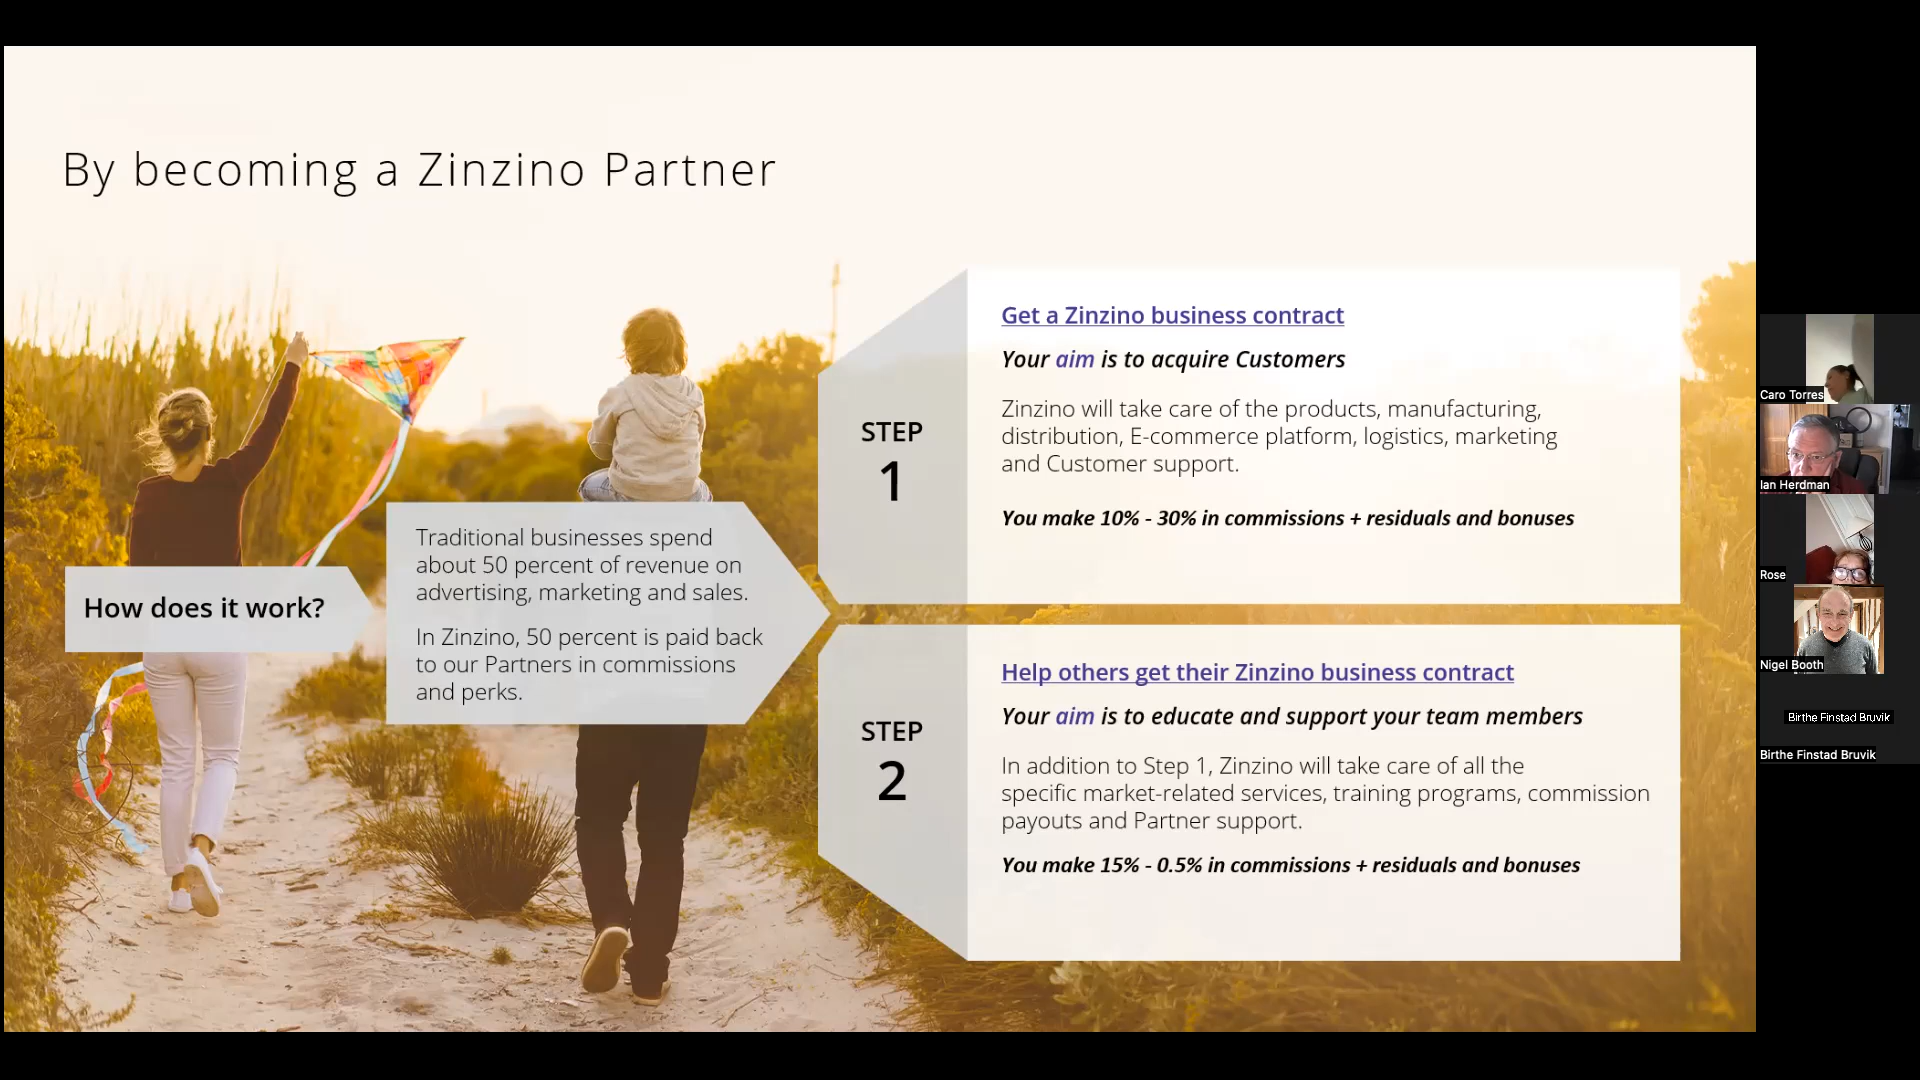 By becoming a Zinzino Partner
How does it work?
Traditional businesses spend
about 50 percent of revenue on
advertising, marketing and sales.
In Zinzino, 50 percent is paid back
to our Partners in commissions
and perks.
STEP
1
Get a Zinzino business contract
Your aim is to acquire Customers
Zinzino will take care of the products, manufacturing,
distribution, E-commerce platform, logistics, marketing
and Customer support.
You make 10% - 30% in commissions + residuals and bonuses
STEP
2
Help others get their Zinzino business contract
Your aim is to educate and support your team members
In addition to Step 1, Zinzino will take care of all the
specific market-related services, training programs, commission
payouts and Partner support.
You make 15% - 0.5% in commissions + residuals and bonuses
Caro Torres
Ian Herdman
Rose
Nigel Booth
Birthe Finstad Bruvik
Birthe Finstad Bruvik